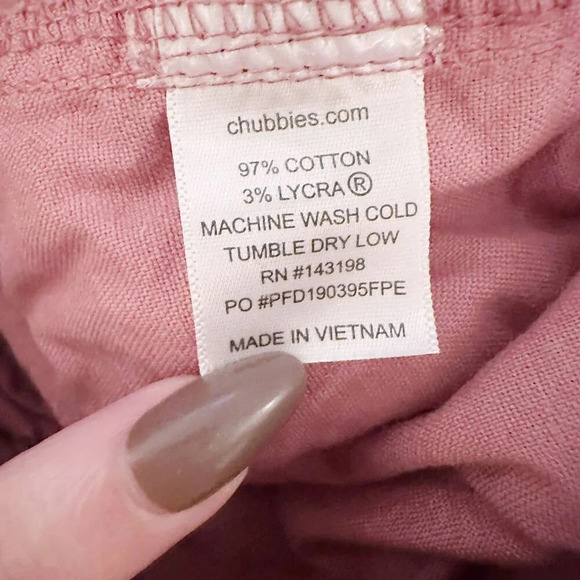 chubbies.com
97% COTTON
3% LYCRA®
MACHINE WASH COLD
TUMBLE DRY LOW
RN #143198
PO #PFD190395FPE
MADE IN VIETNAM